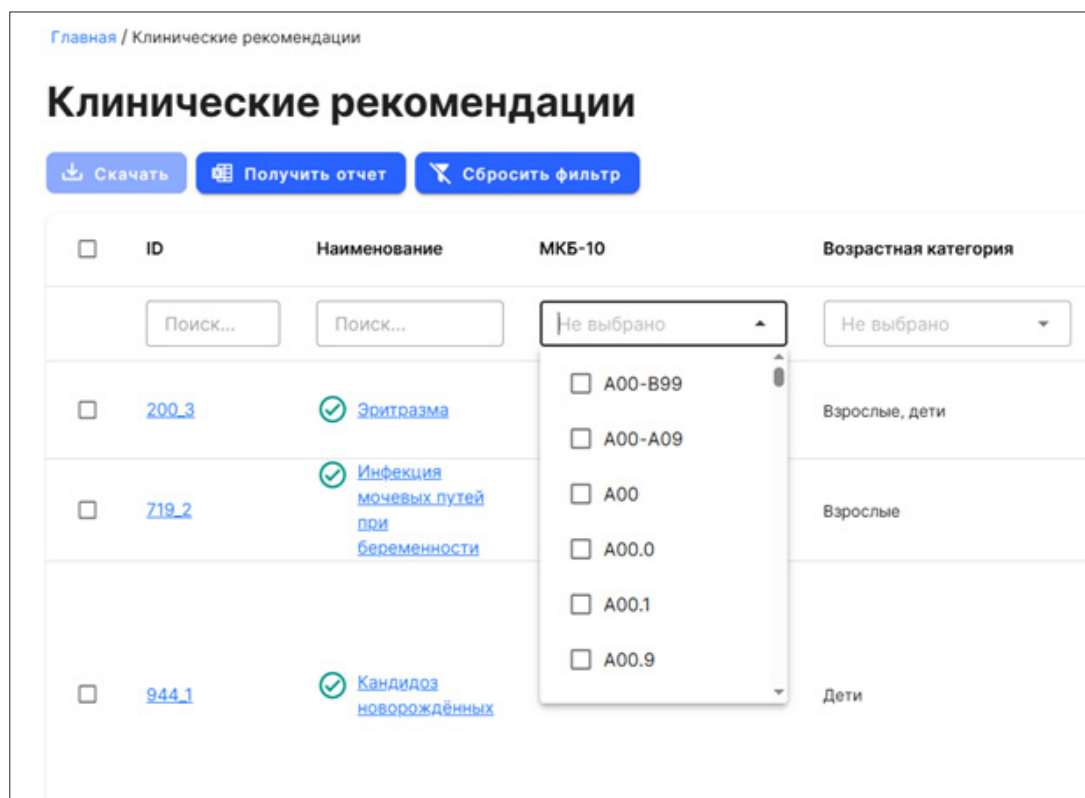 Главная / Клинические рекомендации
Клинические рекомендации
Скачать Получить отчет Сбросить фильтр
ID Наименование МКБ-10 Возрастная категория
Поиск... Поиск... Не выбрано Не выбрано
A00-B99
200_3 Эритразма Взрослые, дети
A00-A09
Инфекция
мочевых путей A00
719_2 при Взрослые
беременности A00.0
A00.1
A00.9
944_1 Кандидоз Дети
новорождённых